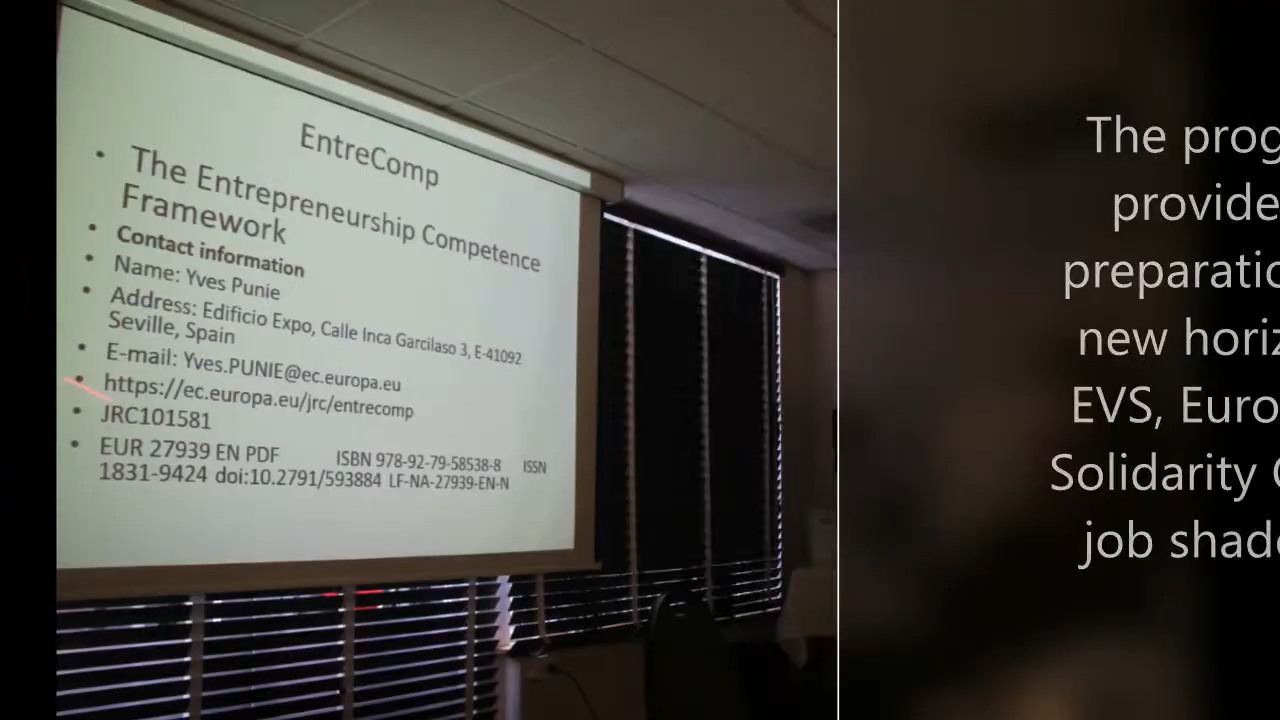 EntreComp
• The Entrepreneurship Competence
Framework
• Contact information
• Name: Yves Punie
• Address: Edificio Expo, Calle Inca Garcilaso 3, E-41092
Seville, Spain
• E-mail: Yves.PUNIE@ec.europa.eu
• https://ec.europa.eu/jrc/entrecomp
• JRC101581
• EUR 27939 EN PDF ISBN 978-92-79-58538-8 ISSN
1831-9424 doi:10.2791/593884 LF-NA-27939-EN-N
The prog
provide
preparatio
new horiz
EVS, Euro
Solidarity
job shad